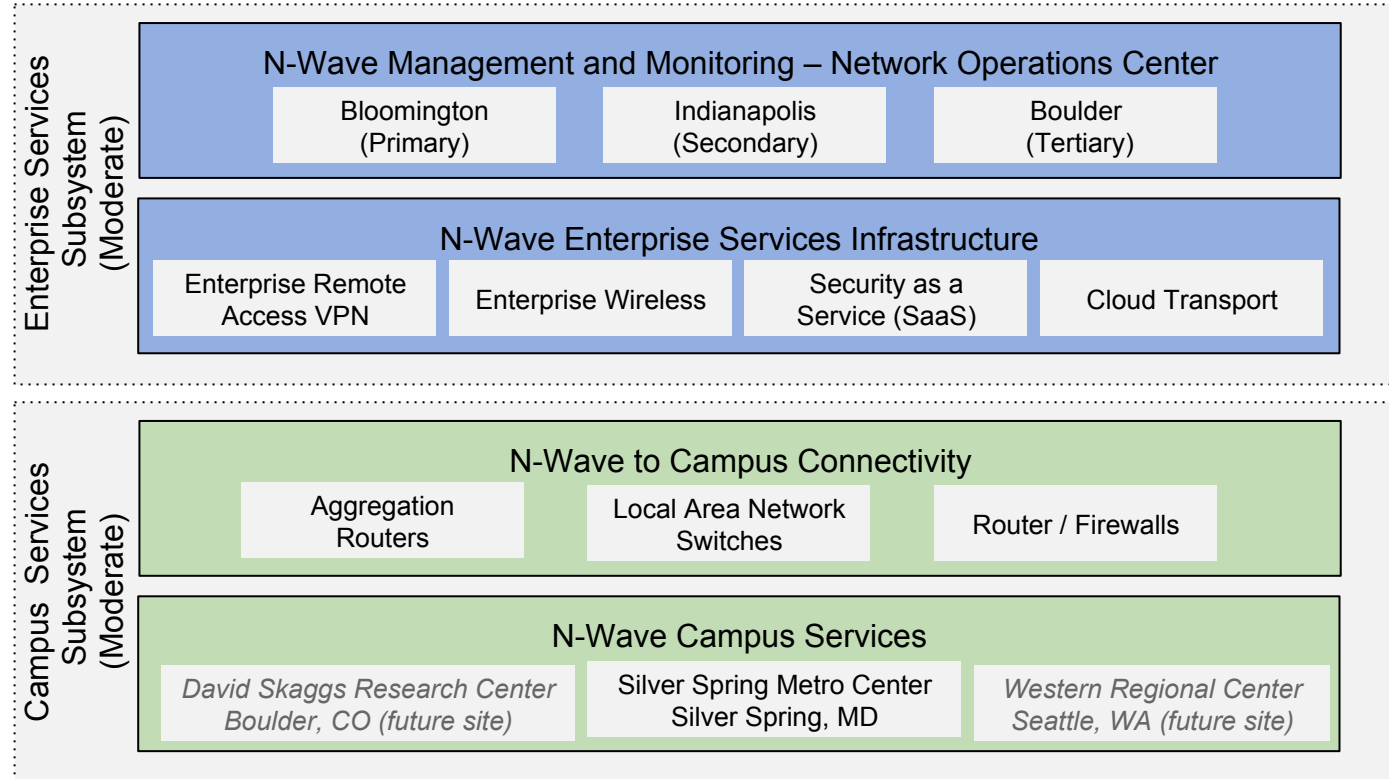 Enterprise Services
Subsystem
(Moderate)
N-Wave Management and Monitoring – Network Operations Center
Bloomington
(Primary)
Indianapolis
(Secondary)
Boulder
(Tertiary)
N-Wave Enterprise Services Infrastructure
Enterprise Remote
Access VPN
Enterprise Wireless
Security as a
Service (SaaS)
Cloud Transport
Campus Services
Subsystem
(Moderate)
N-Wave to Campus Connectivity
Aggregation
Routers
Local Area Network
Switches
Router / Firewalls
N-Wave Campus Services
David Skaggs Research Center
Boulder, CO (future site)
Silver Spring Metro Center
Silver Spring, MD
Western Regional Center
Seattle, WA (future site)